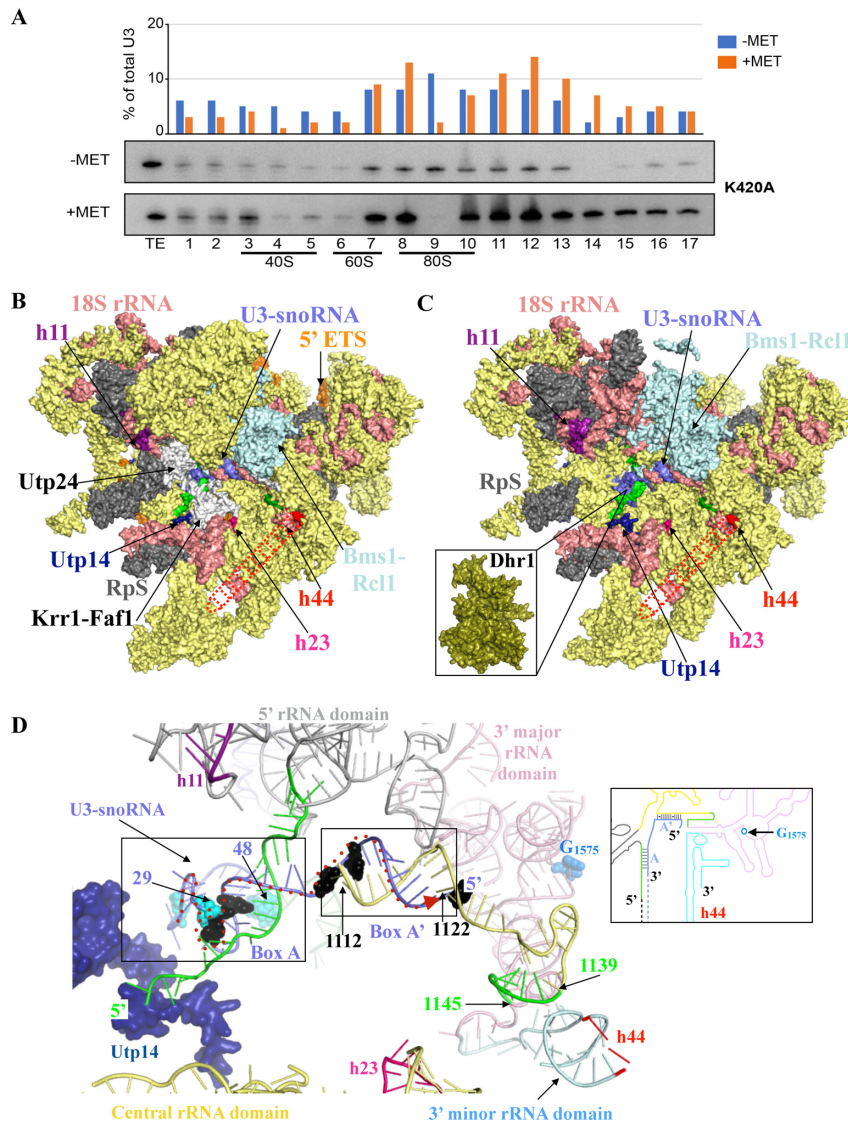 A
20
10
0
% of total U3
-MET
+MET
-MET
+MET
K420A
TE 1 2 3 4 5 6 7 8 9 10 11 12 13 14 15 16 17
40S 60S 80S
B
18S rRNA
U3-snoRNA
h11
5’ ETS
Utp24
Utp14
RpS
Krr1-Faf1
h23
h44
Bms1-
Rcl1
C
18S rRNA
U3-snoRNA
h11
Bms1-Rcl1
RpS
Dhr1
h44
h23
Utp14
D
5’ rRNA domain
3’ major
rRNA
domain
h11
U3-snoRNA
29
48
Box A
5’
Utp14
Box A’
1112
1122
5’
G1575
1139
1145
h44
h23
Central rRNA domain
3’ minor rRNA domain
A’
5’
G1575
A
3’
3’
5’
h44